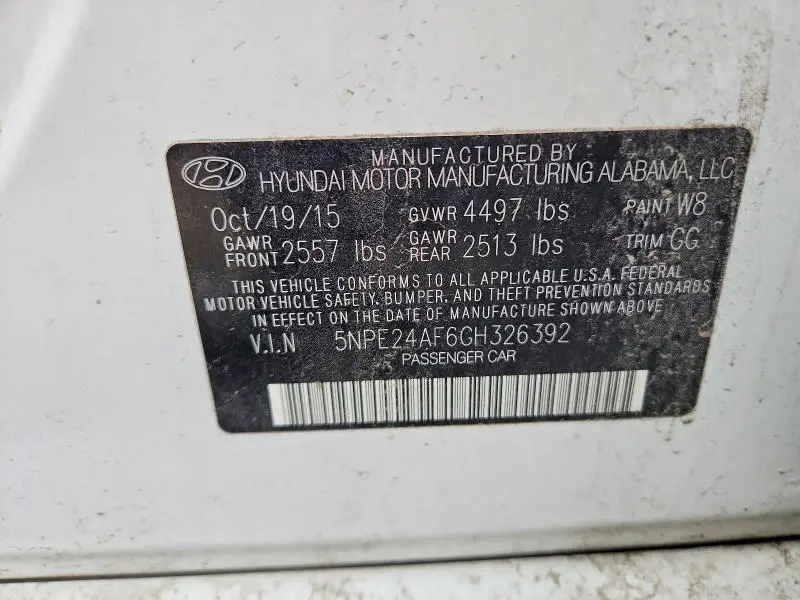 MANUFACTURED BY
HYUNDAI MOTOR MANUFACTURING ALABAMA, LLC
Oct/19/15 GVWR 4497 lbs PAINT W8
GAWR FRONT 2557 lbs GAWR REAR 2513 lbs TRIM GG
THIS VEHICLE CONFORMS TO ALL APPLICABLE U.S.A. FEDERAL
MOTOR VEHICLE SAFETY, BUMPER, AND THEFT PREVENTION STANDARDS
IN EFFECT ON THE DATE OF MANUFACTURE SHOWN ABOVE.
V.I.N 5NPE24AF6GH326392
PASSENGER CAR